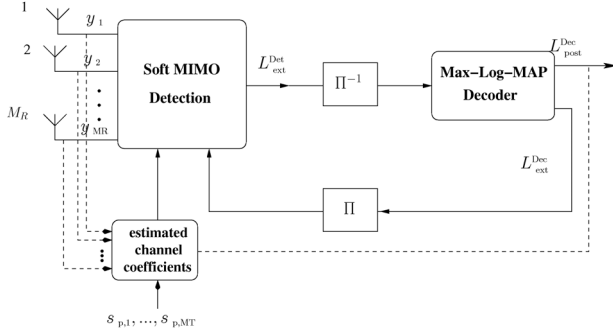 1
y 1
2
y 2
M_R
y MR
Soft MIMO
Detection
L^Det_ext
Π^−1
Max−Log−MAP
Decoder
L^Dec_post
L^Dec_ext
Π
estimated
channel
coefficients
s p,1 , ..., s p,MT